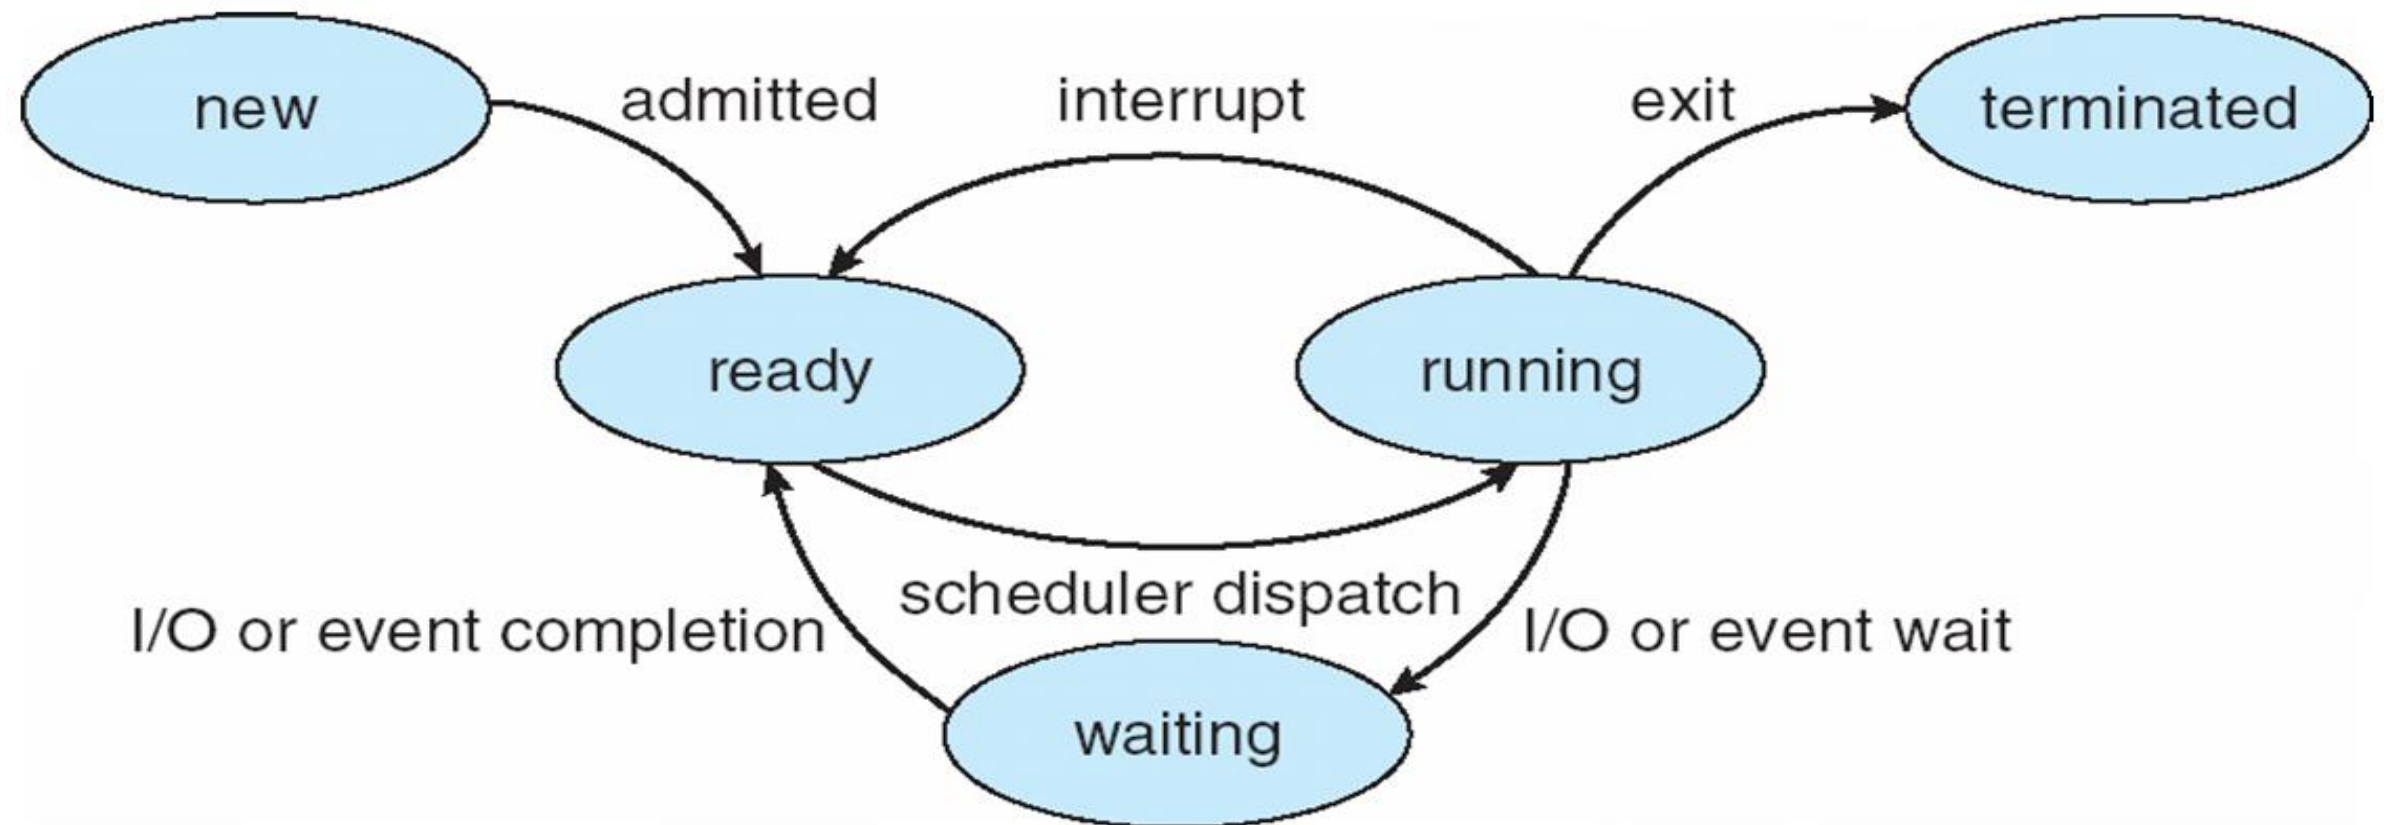 new
admitted
interrupt
exit
terminated
ready
running
scheduler dispatch
I/O or event completion
I/O or event wait
waiting